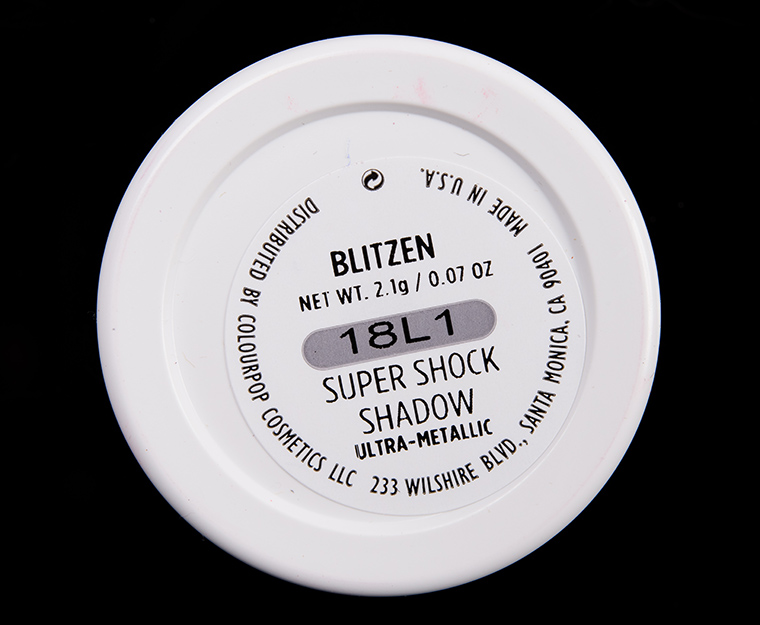 BLITZEN
NET WT. 2.1g / 0.07 OZ
18L1
SUPER SHOCK
SHADOW
ULTRA-METALLIC
DISTRIBUTED BY COLOURPOP COSMETICS LLC 233 WILSHIRE BLVD., SANTA MONICA, CA 90401 MADE IN U.S.A.